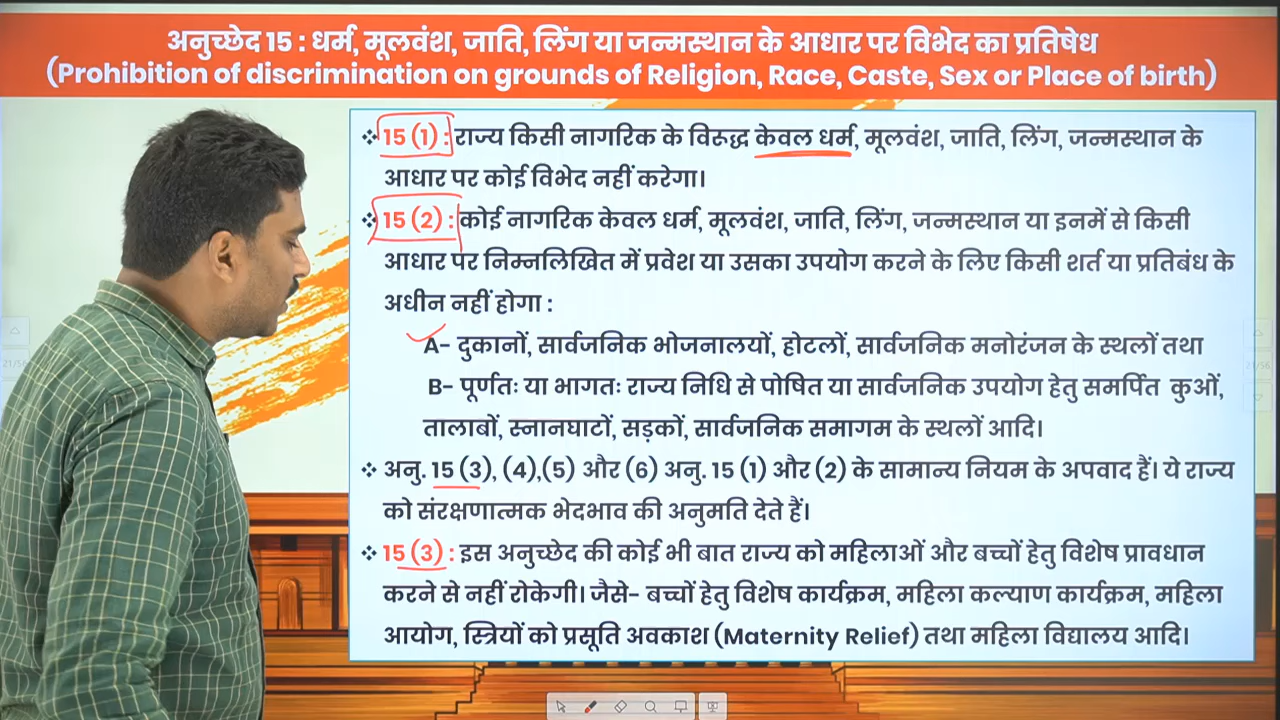 अनुच्छेद 15 : धर्म, मूलवंश, जाति, लिंग या जन्मस्थान के आधार पर विभेद का प्रतिषेध
(Prohibition of discrimination on grounds of Religion, Race, Caste, Sex or Place of birth)
❖ 15 (1) : राज्य किसी नागरिक के विरूद्ध केवल धर्म, मूलवंश, जाति, लिंग, जन्मस्थान के
आधार पर कोई विभेद नहीं करेगा।
❖ 15 (2) : कोई नागरिक केवल धर्म, मूलवंश, जाति, लिंग, जन्मस्थान या इनमें से किसी
आधार पर निम्नलिखित में प्रवेश या उसका उपयोग करने के लिए किसी शर्त या प्रतिबंध के
अधीन नहीं होगा :
A- दुकानों, सार्वजनिक भोजनालयों, होटलों, सार्वजनिक मनोरंजन के स्थलों तथा
B- पूर्णतः या भागतः राज्य निधि से पोषित या सार्वजनिक उपयोग हेतु समर्पित कुओं,
तालाबों, स्नानघाटों, सड़कों, सार्वजनिक समागम के स्थलों आदि।
❖ अनु. 15 (3), (4),(5) और (6) अनु. 15 (1) और (2) के सामान्य नियम के अपवाद हैं। ये राज्य
को संरक्षणात्मक भेदभाव की अनुमति देते हैं।
❖ 15 (3) : इस अनुच्छेद की कोई भी बात राज्य को महिलाओं और बच्चों हेतु विशेष प्रावधान
करने से नहीं रोकेगी। जैसे- बच्चों हेतु विशेष कार्यक्रम, महिला कल्याण कार्यक्रम, महिला
आयोग, स्त्रियों को प्रसूति अवकाश (Maternity Relief) तथा महिला विद्यालय आदि।